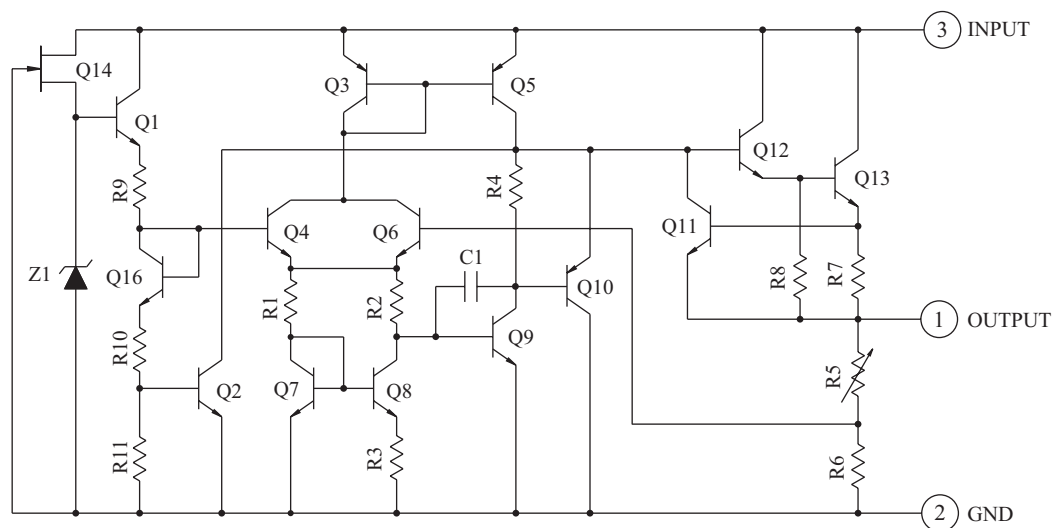 3 INPUT
Q14
Q3
Q5
Q1
Q12
Q13
R9
R4
Q11
Q4
Q6
C1
Z1
Q16
R1
R2
Q10
R8
R7
1 OUTPUT
R10
Q9
R5
Q2
Q7
Q8
R11
R3
R6
2 GND